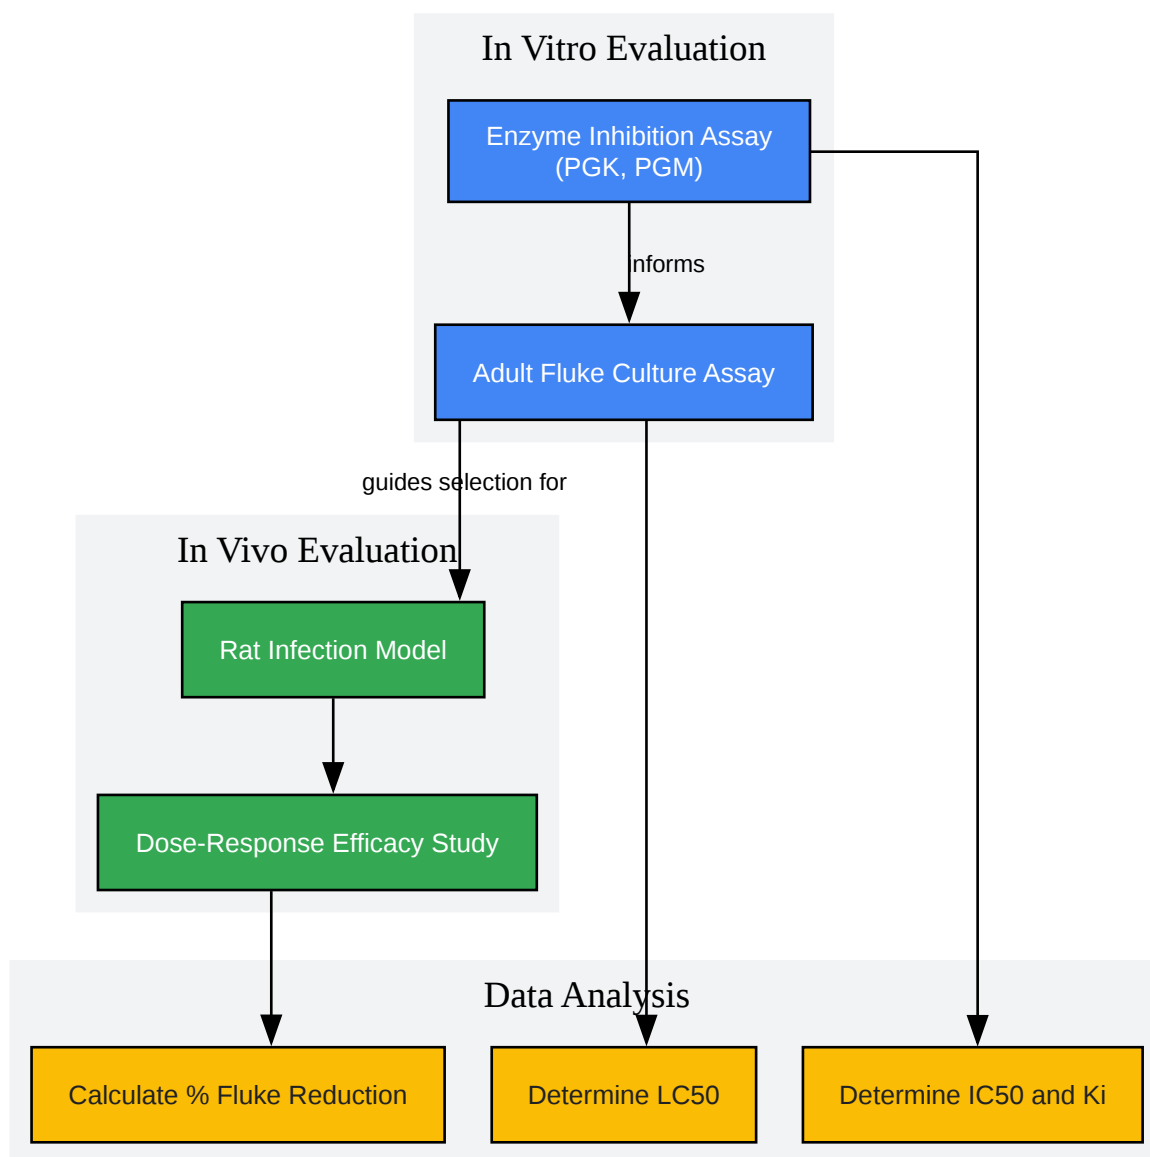 In Vitro Evaluation
Enzyme Inhibition Assay
(PGK, PGM)
informs
Adult Fluke Culture Assay
guides selection for
In Vivo Evaluation
Rat Infection Model
Dose-Response Efficacy Study
Data Analysis
Calculate % Fluke Reduction
Determine LC50
Determine IC50 and Ki